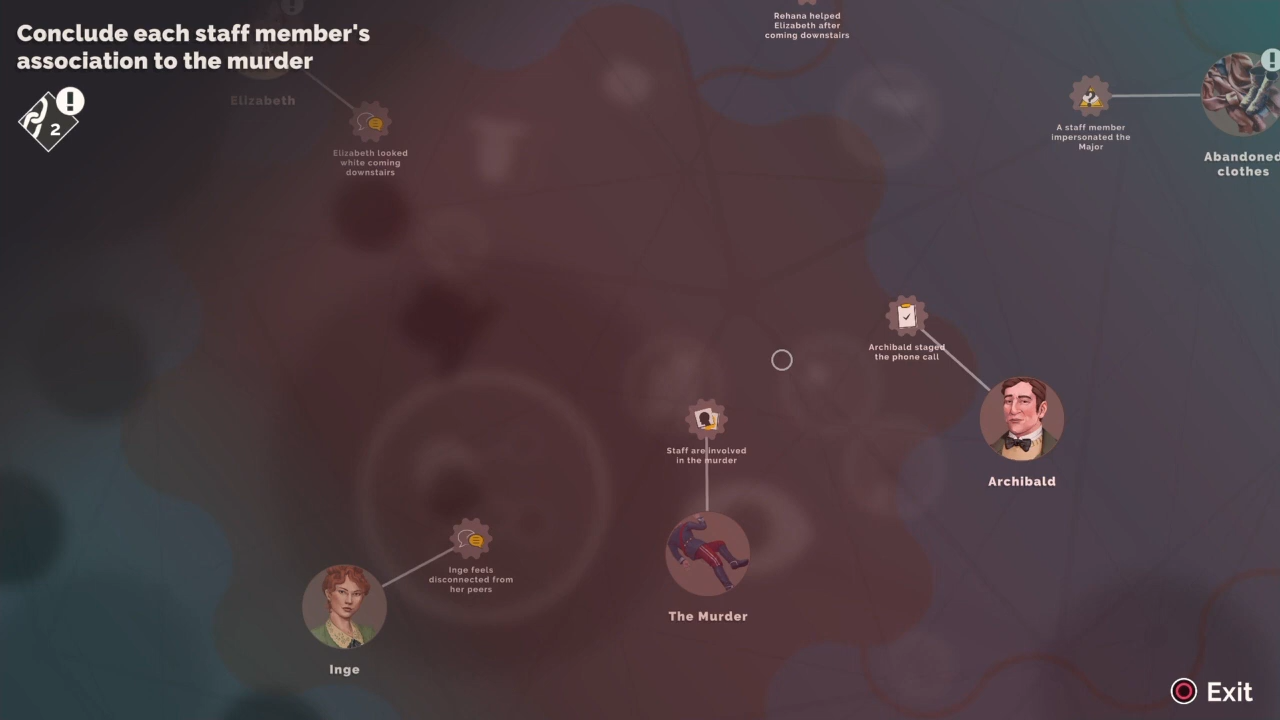 Conclude each staff member's
association to the murder
2
Elizabeth
Elizabeth looked
white coming
downstairs
Rehana helped
Elizabeth after
coming downstairs
A staff member
impersonated the
Major
Abandoned
clothes
Archibald staged
the phone call
Archibald
Staff are involved
in the murder
The Murder
Inge feels
disconnected from
her peers
Inge
Exit